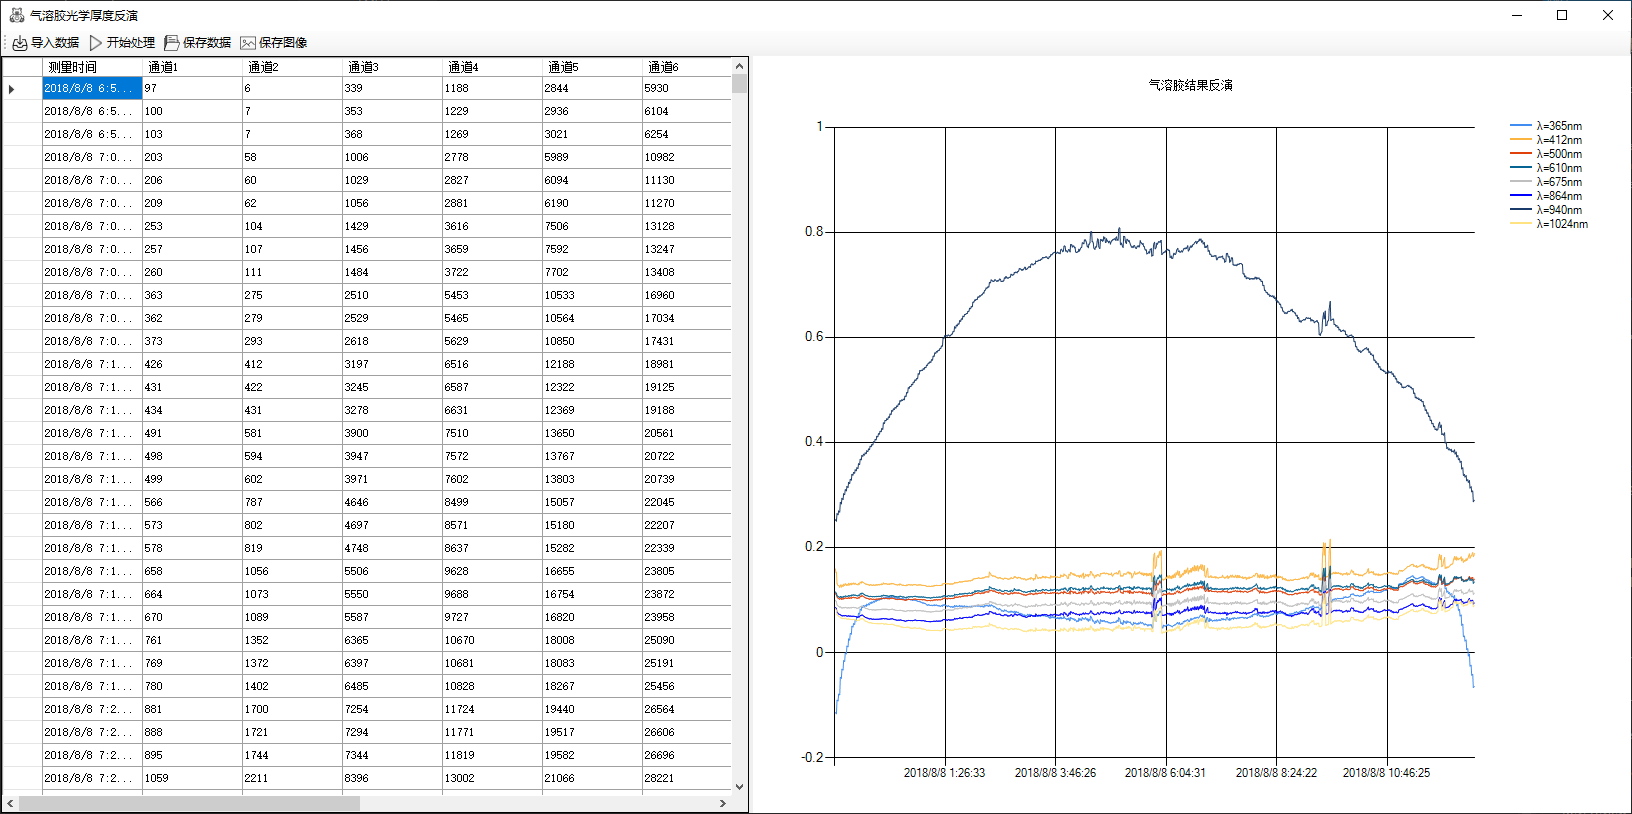 气溶胶光学厚度反演
导入数据 开始处理 保存数据 保存图像
测量时间 通道1 通道2 通道3 通道4 通道5 通道6
2018/8/8 6:5... 97 6 339 1188 2844 5930
2018/8/8 6:5... 100 7 353 1229 2936 6104
2018/8/8 6:5... 103 7 368 1269 3021 6254
2018/8/8 7:0... 203 58 1006 2778 5989 10982
2018/8/8 7:0... 206 60 1029 2827 6094 11130
2018/8/8 7:0... 209 62 1056 2881 6190 11270
2018/8/8 7:0... 253 104 1429 3616 7506 13128
2018/8/8 7:0... 257 107 1456 3659 7592 13247
2018/8/8 7:0... 260 111 1484 3722 7702 13408
2018/8/8 7:0... 363 275 2510 5453 10533 16960
2018/8/8 7:0... 362 279 2529 5465 10564 17034
2018/8/8 7:0... 373 293 2618 5629 10850 17431
2018/8/8 7:1... 426 412 3197 6516 12188 18981
2018/8/8 7:1... 431 422 3245 6587 12322 19125
2018/8/8 7:1... 434 431 3278 6631 12369 19188
2018/8/8 7:1... 491 581 3900 7510 13650 20561
2018/8/8 7:1... 498 594 3947 7572 13767 20722
2018/8/8 7:1... 499 602 3971 7602 13803 20739
2018/8/8 7:1... 566 787 4646 8499 15057 22045
2018/8/8 7:1... 573 802 4697 8571 15180 22207
2018/8/8 7:1... 578 819 4748 8637 15282 22339
2018/8/8 7:1... 658 1056 5506 9628 16655 23805
2018/8/8 7:1... 664 1073 5550 9688 16754 23872
2018/8/8 7:1... 670 1089 5587 9727 16820 23958
2018/8/8 7:1... 761 1352 6365 10670 18008 25090
2018/8/8 7:1... 769 1372 6397 10681 18083 25191
2018/8/8 7:1... 780 1402 6485 10828 18267 25456
2018/8/8 7:2... 881 1700 7254 11724 19440 26564
2018/8/8 7:2... 888 1721 7294 11771 19517 26606
2018/8/8 7:2... 895 1744 7344 11819 19582 26696
2018/8/8 7:2... 1059 2211 8396 13002 21066 28221
气溶胶结果反演
1
0.8
0.6
0.4
0.2
0
-0.2
2018/8/8 1:26:33 2018/8/8 3:46:26 2018/8/8 6:04:31 2018/8/8 8:24:22 2018/8/8 10:46:25
λ=365nm
λ=412nm
λ=500nm
λ=610nm
λ=675nm
λ=864nm
λ=940nm
λ=1024nm